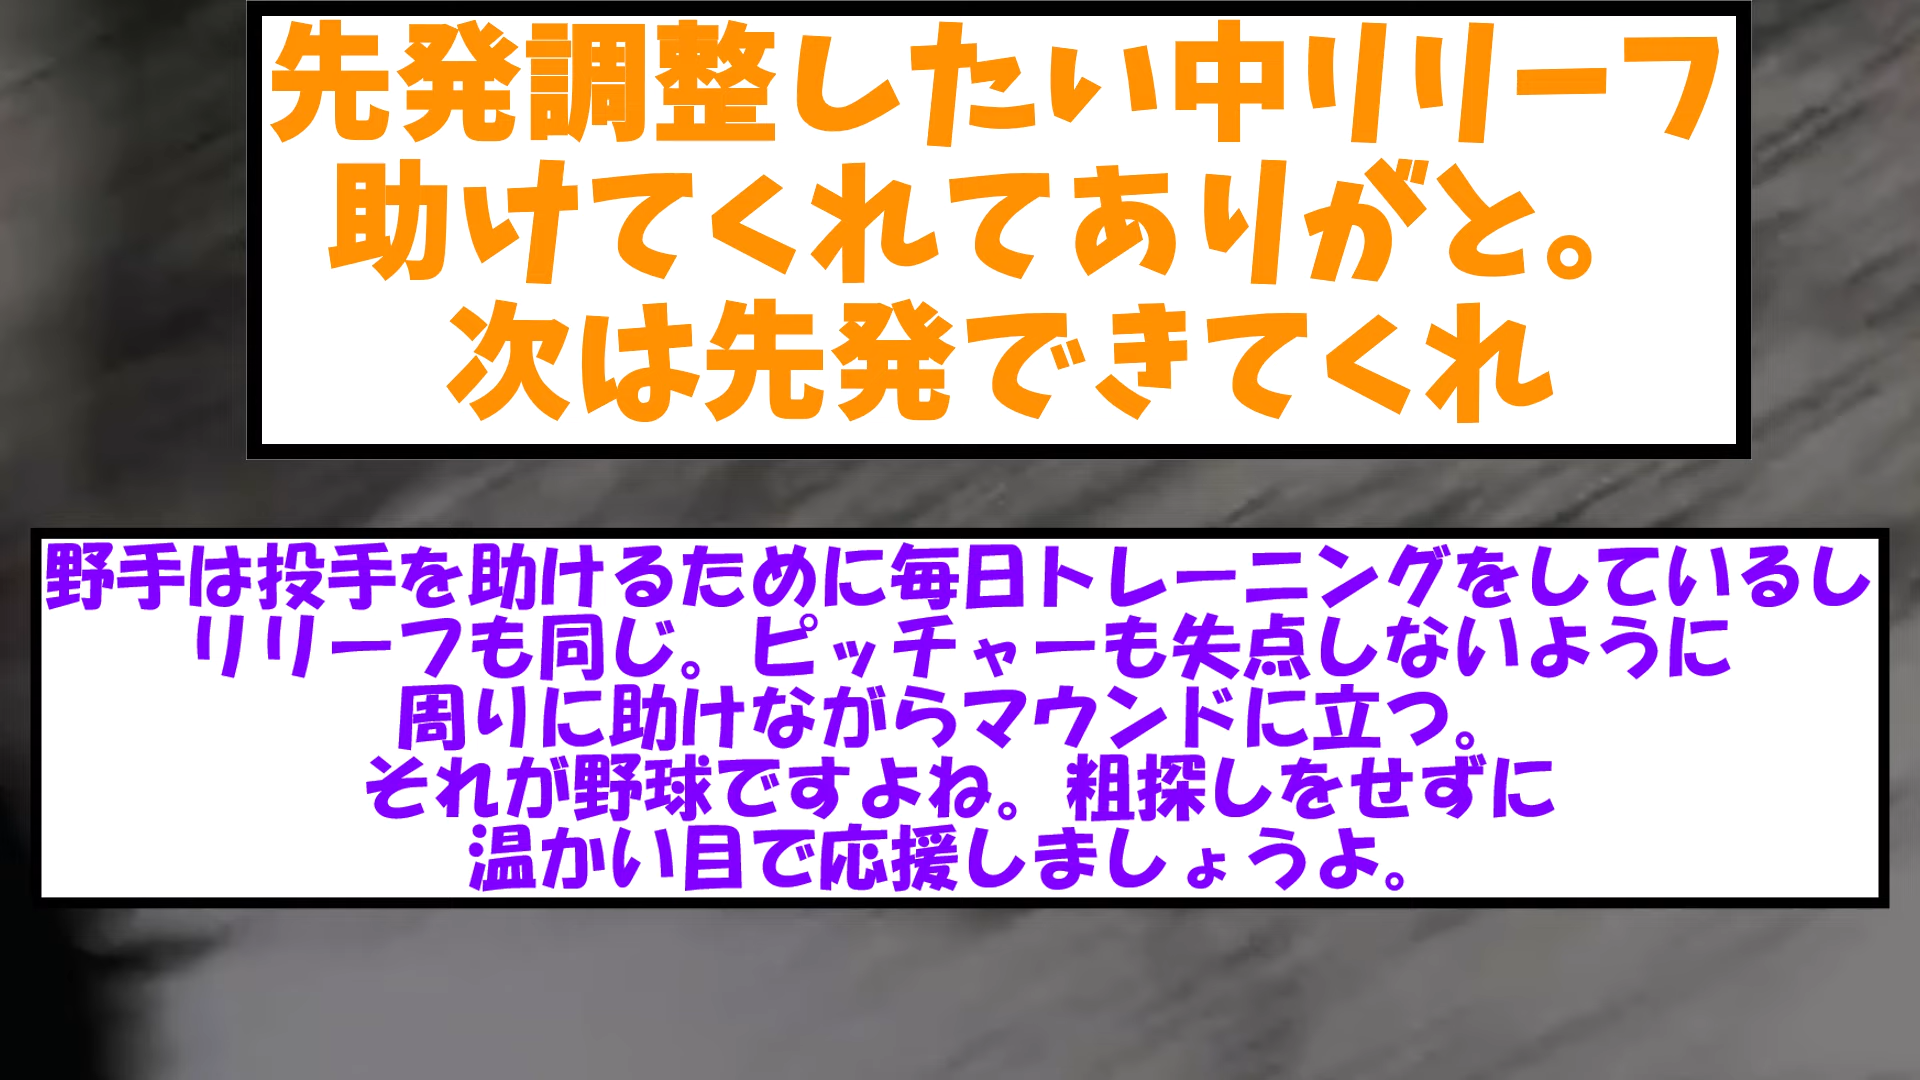 先発調整したい中リリーフ
助けてくれてありがと。
次は先発できてくれ
野手は投手を助けるために毎日トレーニングをしているし
リリーフも同じ。ピッチャーも失点しないように
周りに助けながらマウンドに立つ。
それが野球ですよね。粗探しをせずに
温かい目で応援しましょうよ。